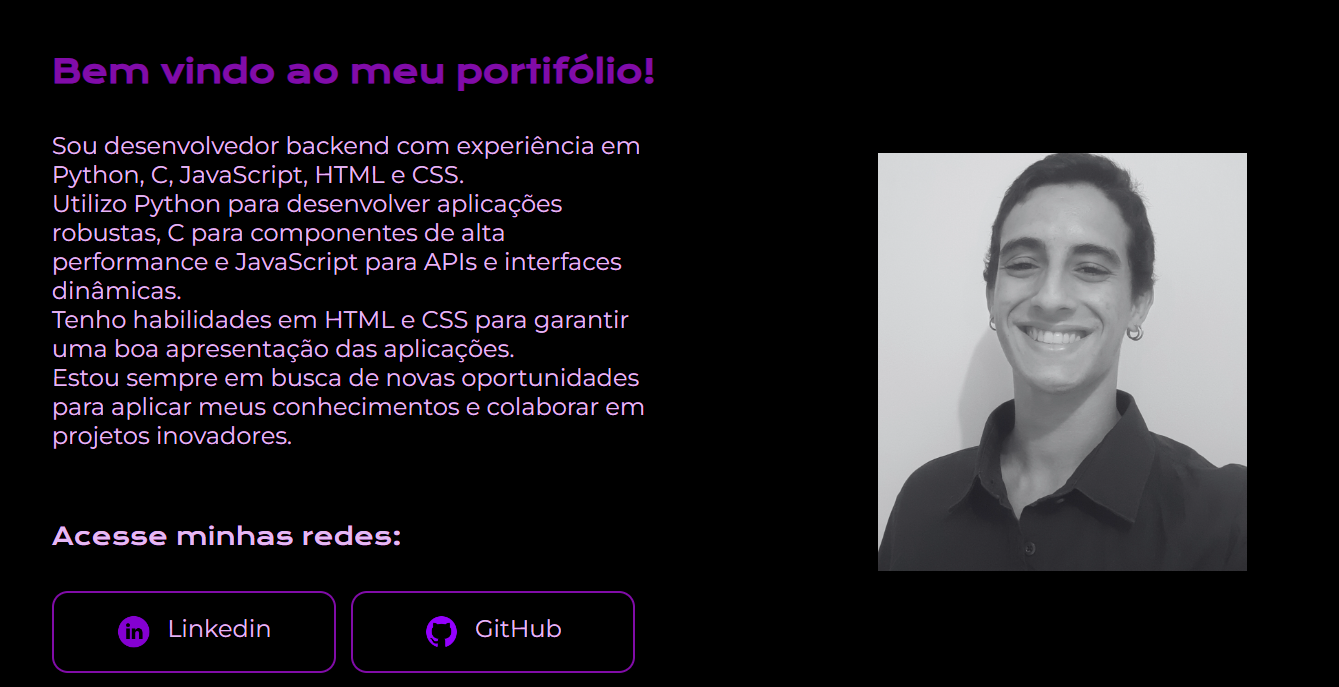 Bem vindo ao meu portifólio!
Sou desenvolvedor backend com experiência em
Python, C, JavaScript, HTML e CSS.
Utilizo Python para desenvolver aplicações
robustas, C para componentes de alta
performance e JavaScript para APIs e interfaces
dinâmicas.
Tenho habilidades em HTML e CSS para garantir
uma boa apresentação das aplicações.
Estou sempre em busca de novas oportunidades
para aplicar meus conhecimentos e colaborar em
projetos inovadores.
Acesse minhas redes:
in Linkedin
GitHub